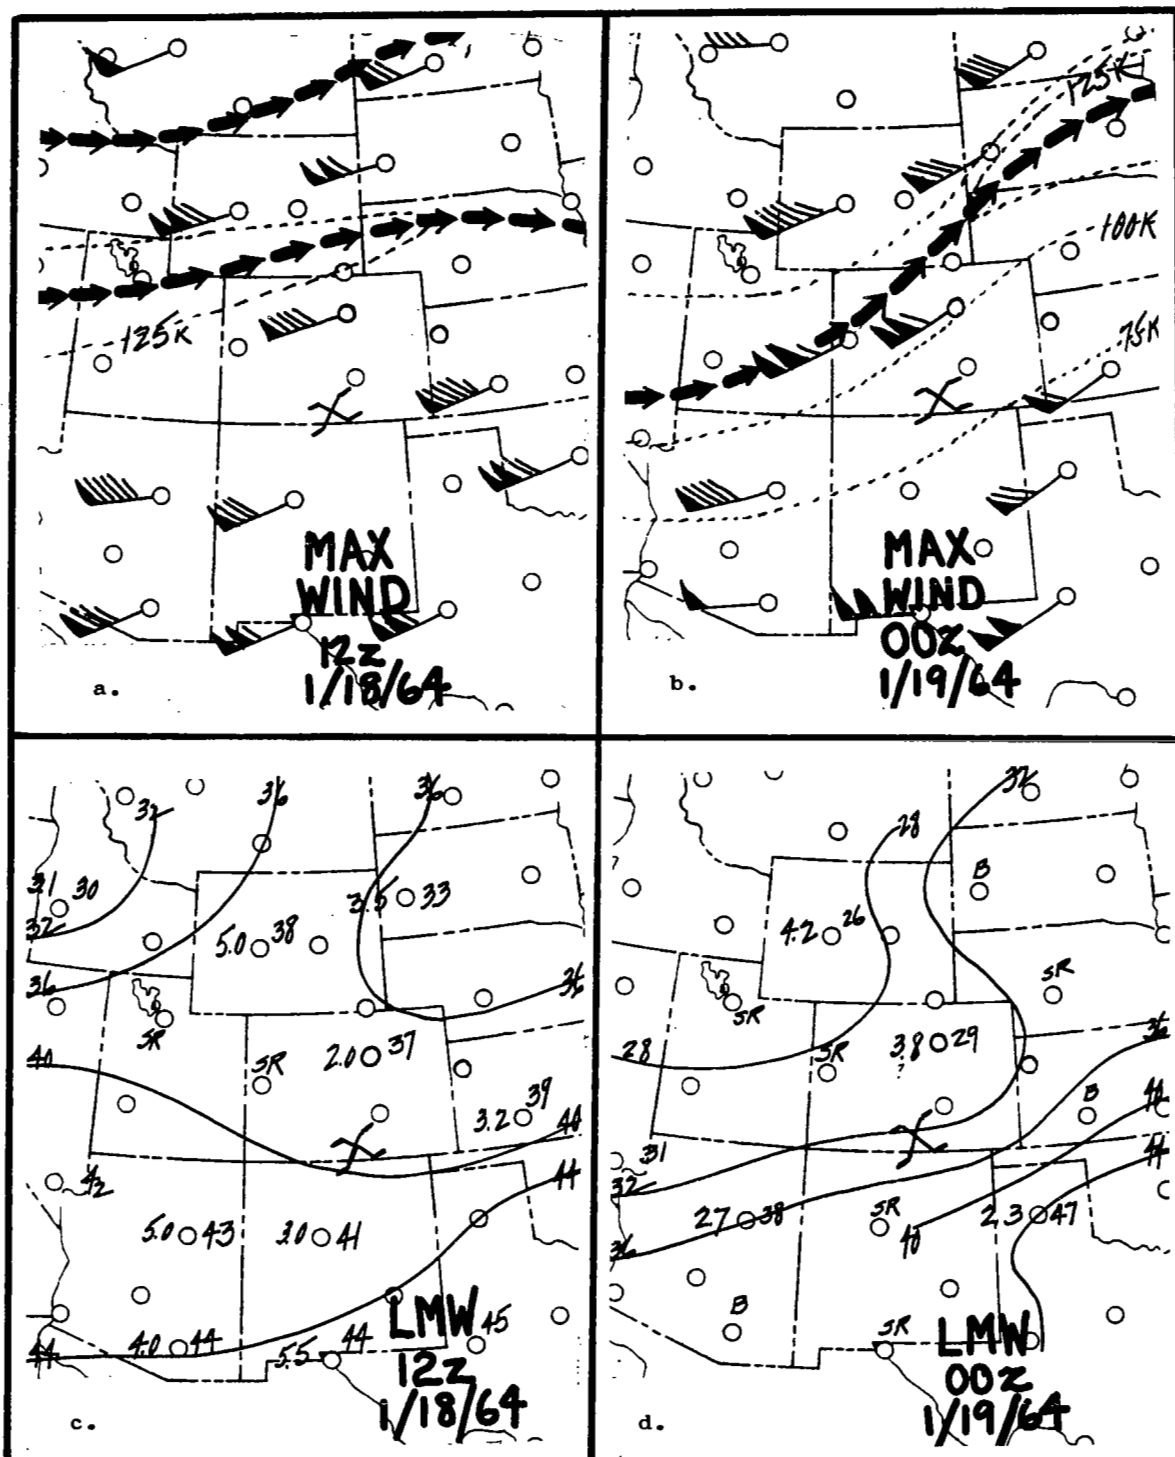 125K
MAX
WIND
12z
1/18/64
a.
125K
100K
75K
MAX
WIND
00z
1/19/64
b.
32 36 36
31 30
3.5 33
32
5.0 38
36
36
SR
40
SR
2.0 37
3.2 39
40
42
44
5.0 43
3.0 41
LMW
45
44
4.0 44
5.5 44
12z
1/18/64
c.
32
28
B
4.2 26
SR
SR
28
SR
3.8 29
?
36
B
40
31
44
32
27 38
SR
40
2.3 47
36
B
SR
LMW
00z
1/19/64
d.